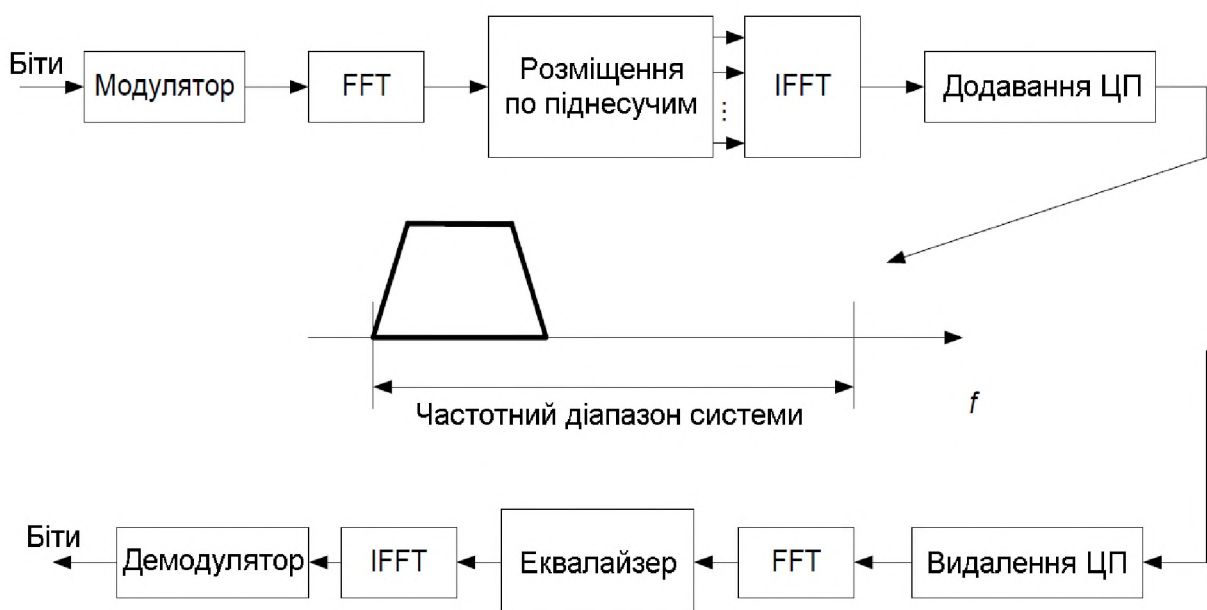 Біти
Модулятор
FFT
Розміщення
по піднесучим
...
IFFT
Додавання ЦП
Частотний діапазон системи
f
Біти
Демодулятор
IFFT
Еквалайзер
FFT
Видалення ЦП